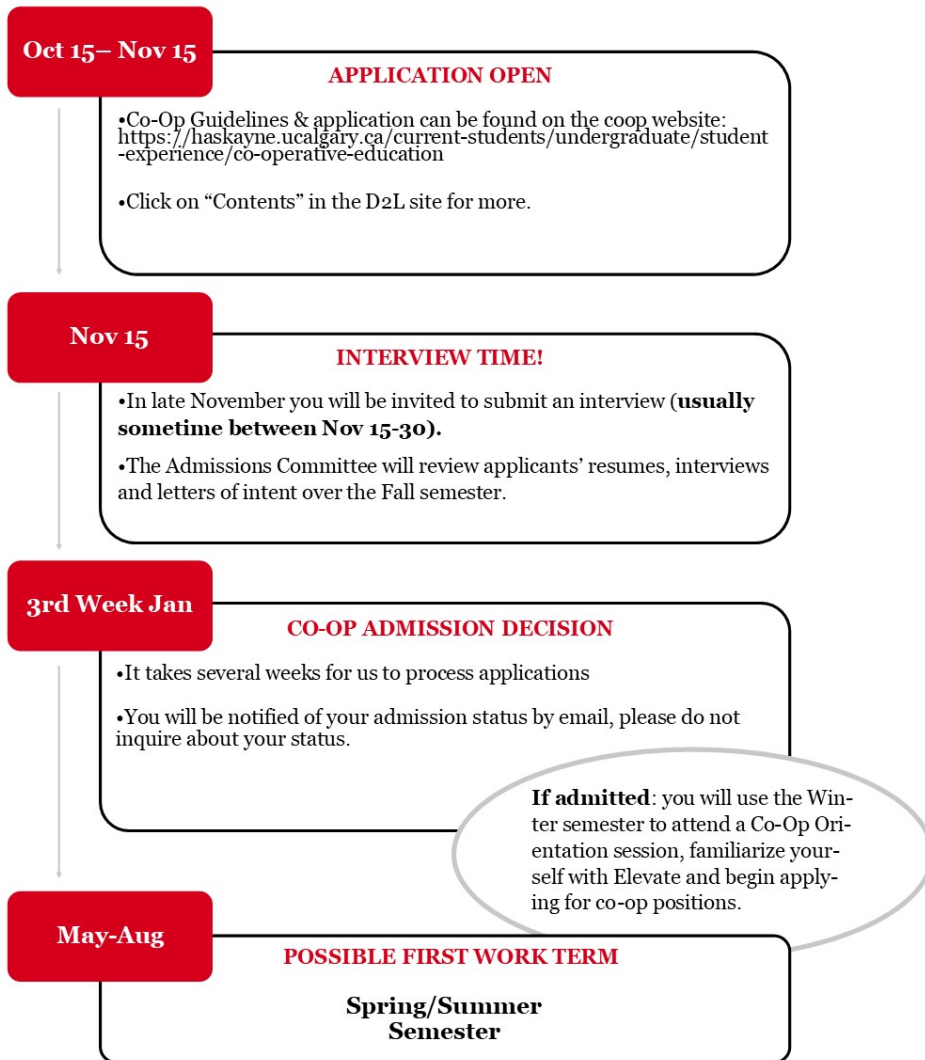 Oct 15– Nov 15
APPLICATION OPEN
•Co-Op Guidelines & application can be found on the coop website:
https://haskayne.ucalgary.ca/current-students/undergraduate/student
-experience/co-operative-education
•Click on “Contents” in the D2L site for more.
Nov 15
INTERVIEW TIME!
•In late November you will be invited to submit an interview (usually
sometime between Nov 15-30).
•The Admissions Committee will review applicants’ resumes, interviews
and letters of intent over the Fall semester.
3rd Week Jan
CO-OP ADMISSION DECISION
•It takes several weeks for us to process applications
•You will be notified of your admission status by email, please do not
inquire about your status.
If admitted: you will use the Win-
ter semester to attend a Co-Op Ori-
entation session, familiarize your-
self with Elevate and begin apply-
ing for co-op positions.
May-Aug
POSSIBLE FIRST WORK TERM
Spring/Summer
Semester